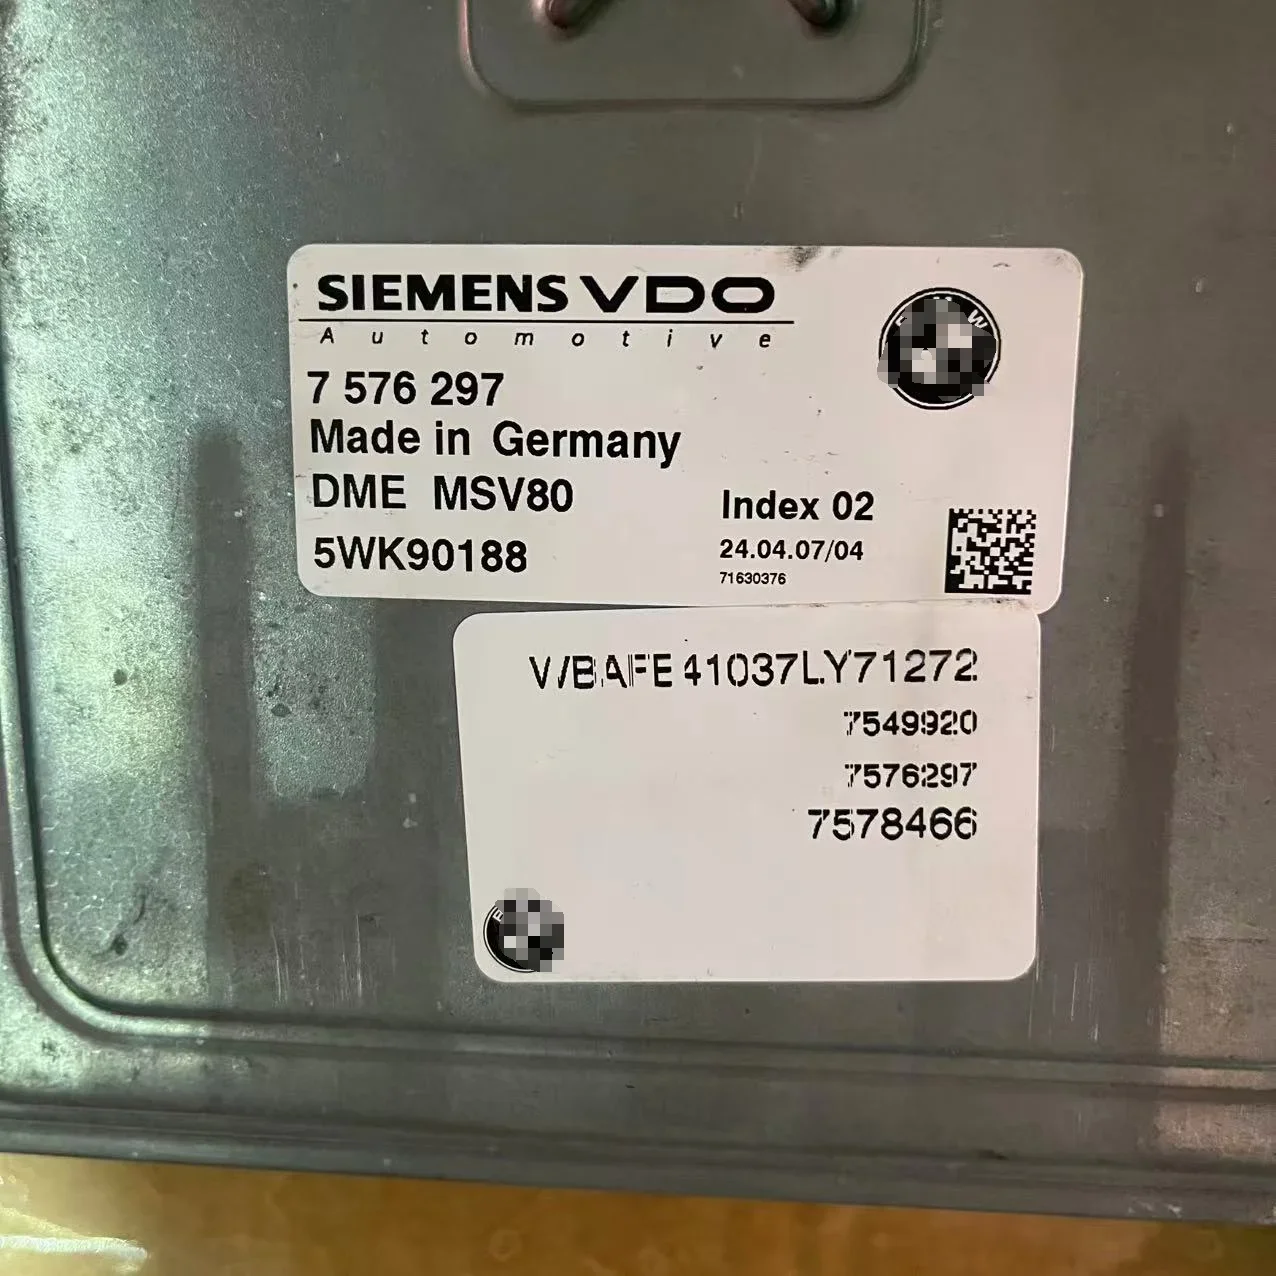 SIEMENS VDO
Automotive
7 576 297
Made in Germany
DME MSV80
5WK90188
Index 02
24.04.07/04
71630376
WBAFE41037LY71272
7549920
7576297
7578466